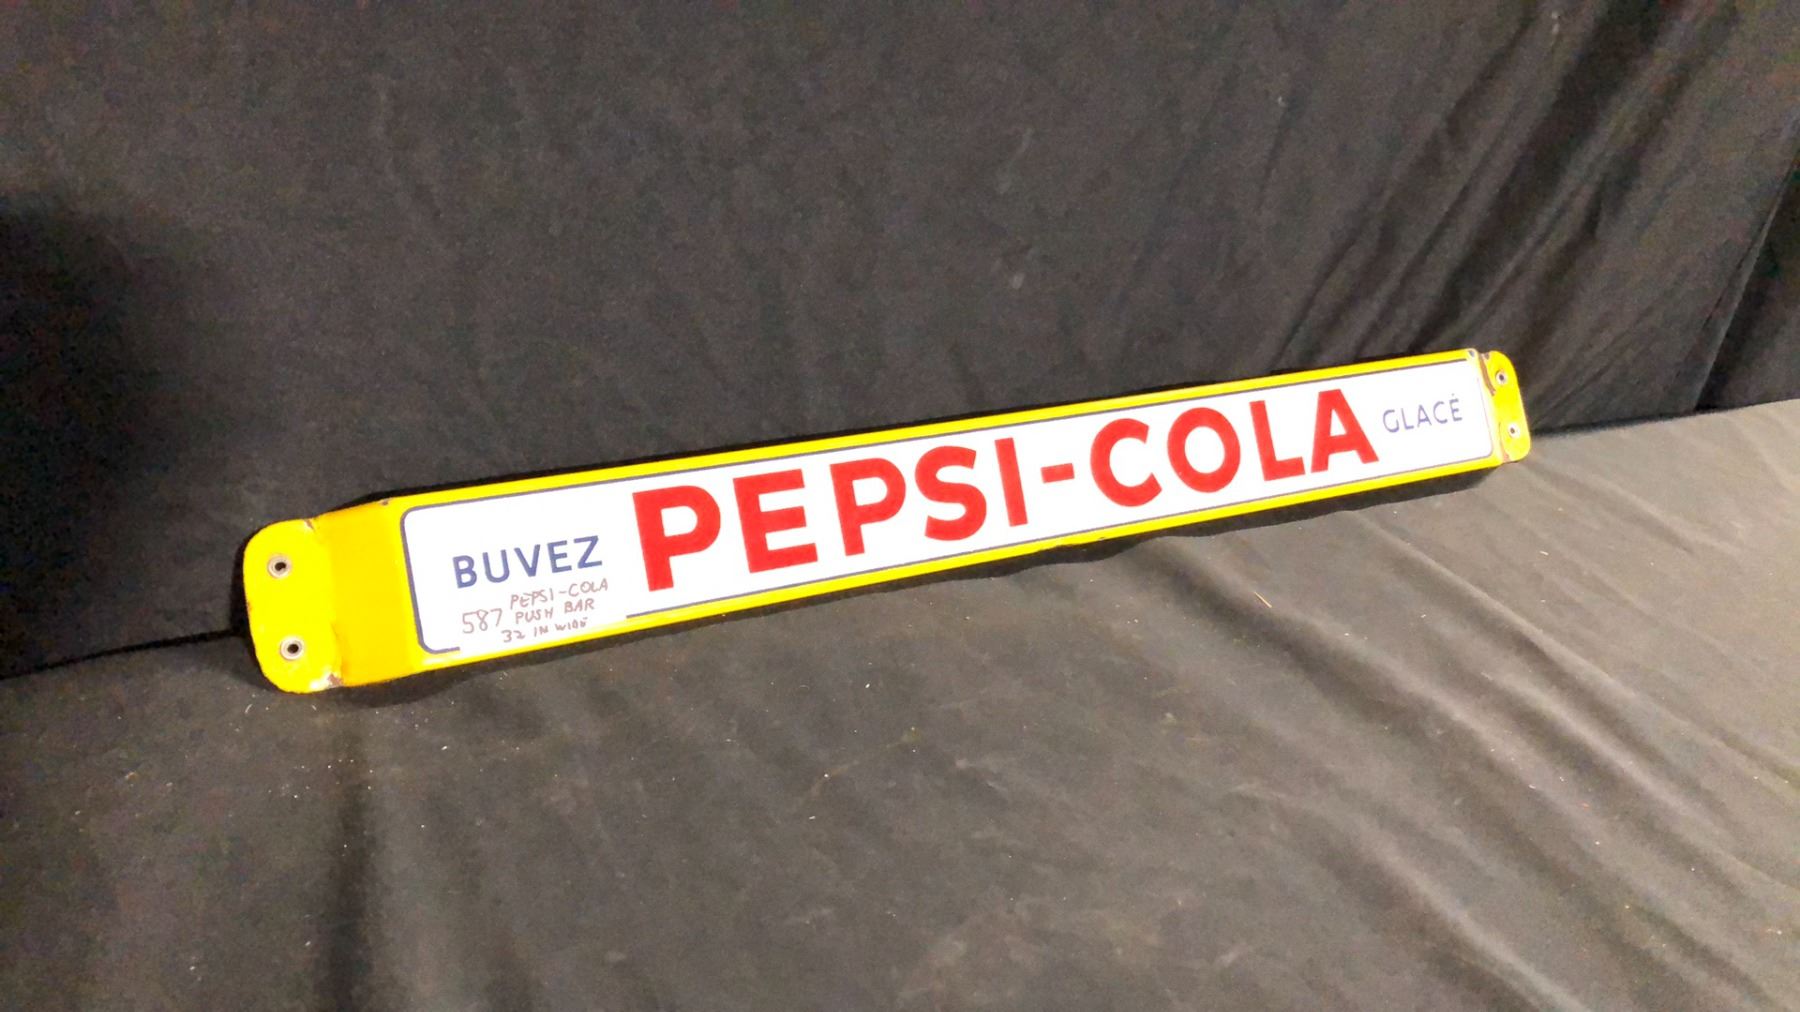 BUVEZ PEPSI-COLA GLACÉ
587 PEPSI-COLA
PUSH BAR
32 IN WIDE